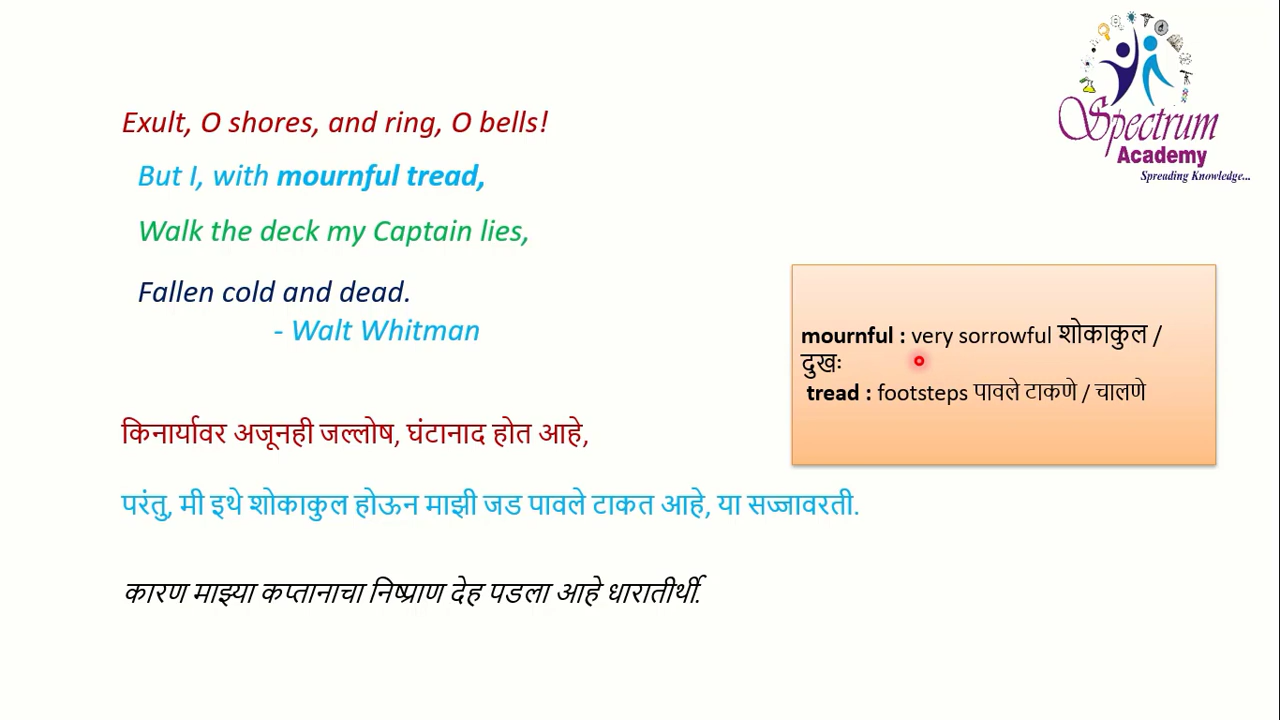 Exult, O shores, and ring, O bells!
But I, with mournful tread,
Walk the deck my Captain lies,
Fallen cold and dead.
- Walt Whitman
Spectrum
Academy
Spreading Knowledge...
mournful : very sorrowful शोकाकुल /
दुखः
tread : footsteps पावले टाकणे / चालणे
किनार्यावर अजूनही जल्लोष, घंटानाद होत आहे,
परंतु, मी इथे शोकाकुल होऊन माझी जड पावले टाकत आहे, या सज्जावरती.
कारण माझ्या कप्तानाचा निष्प्राण देह पडला आहे धारातीर्थी.